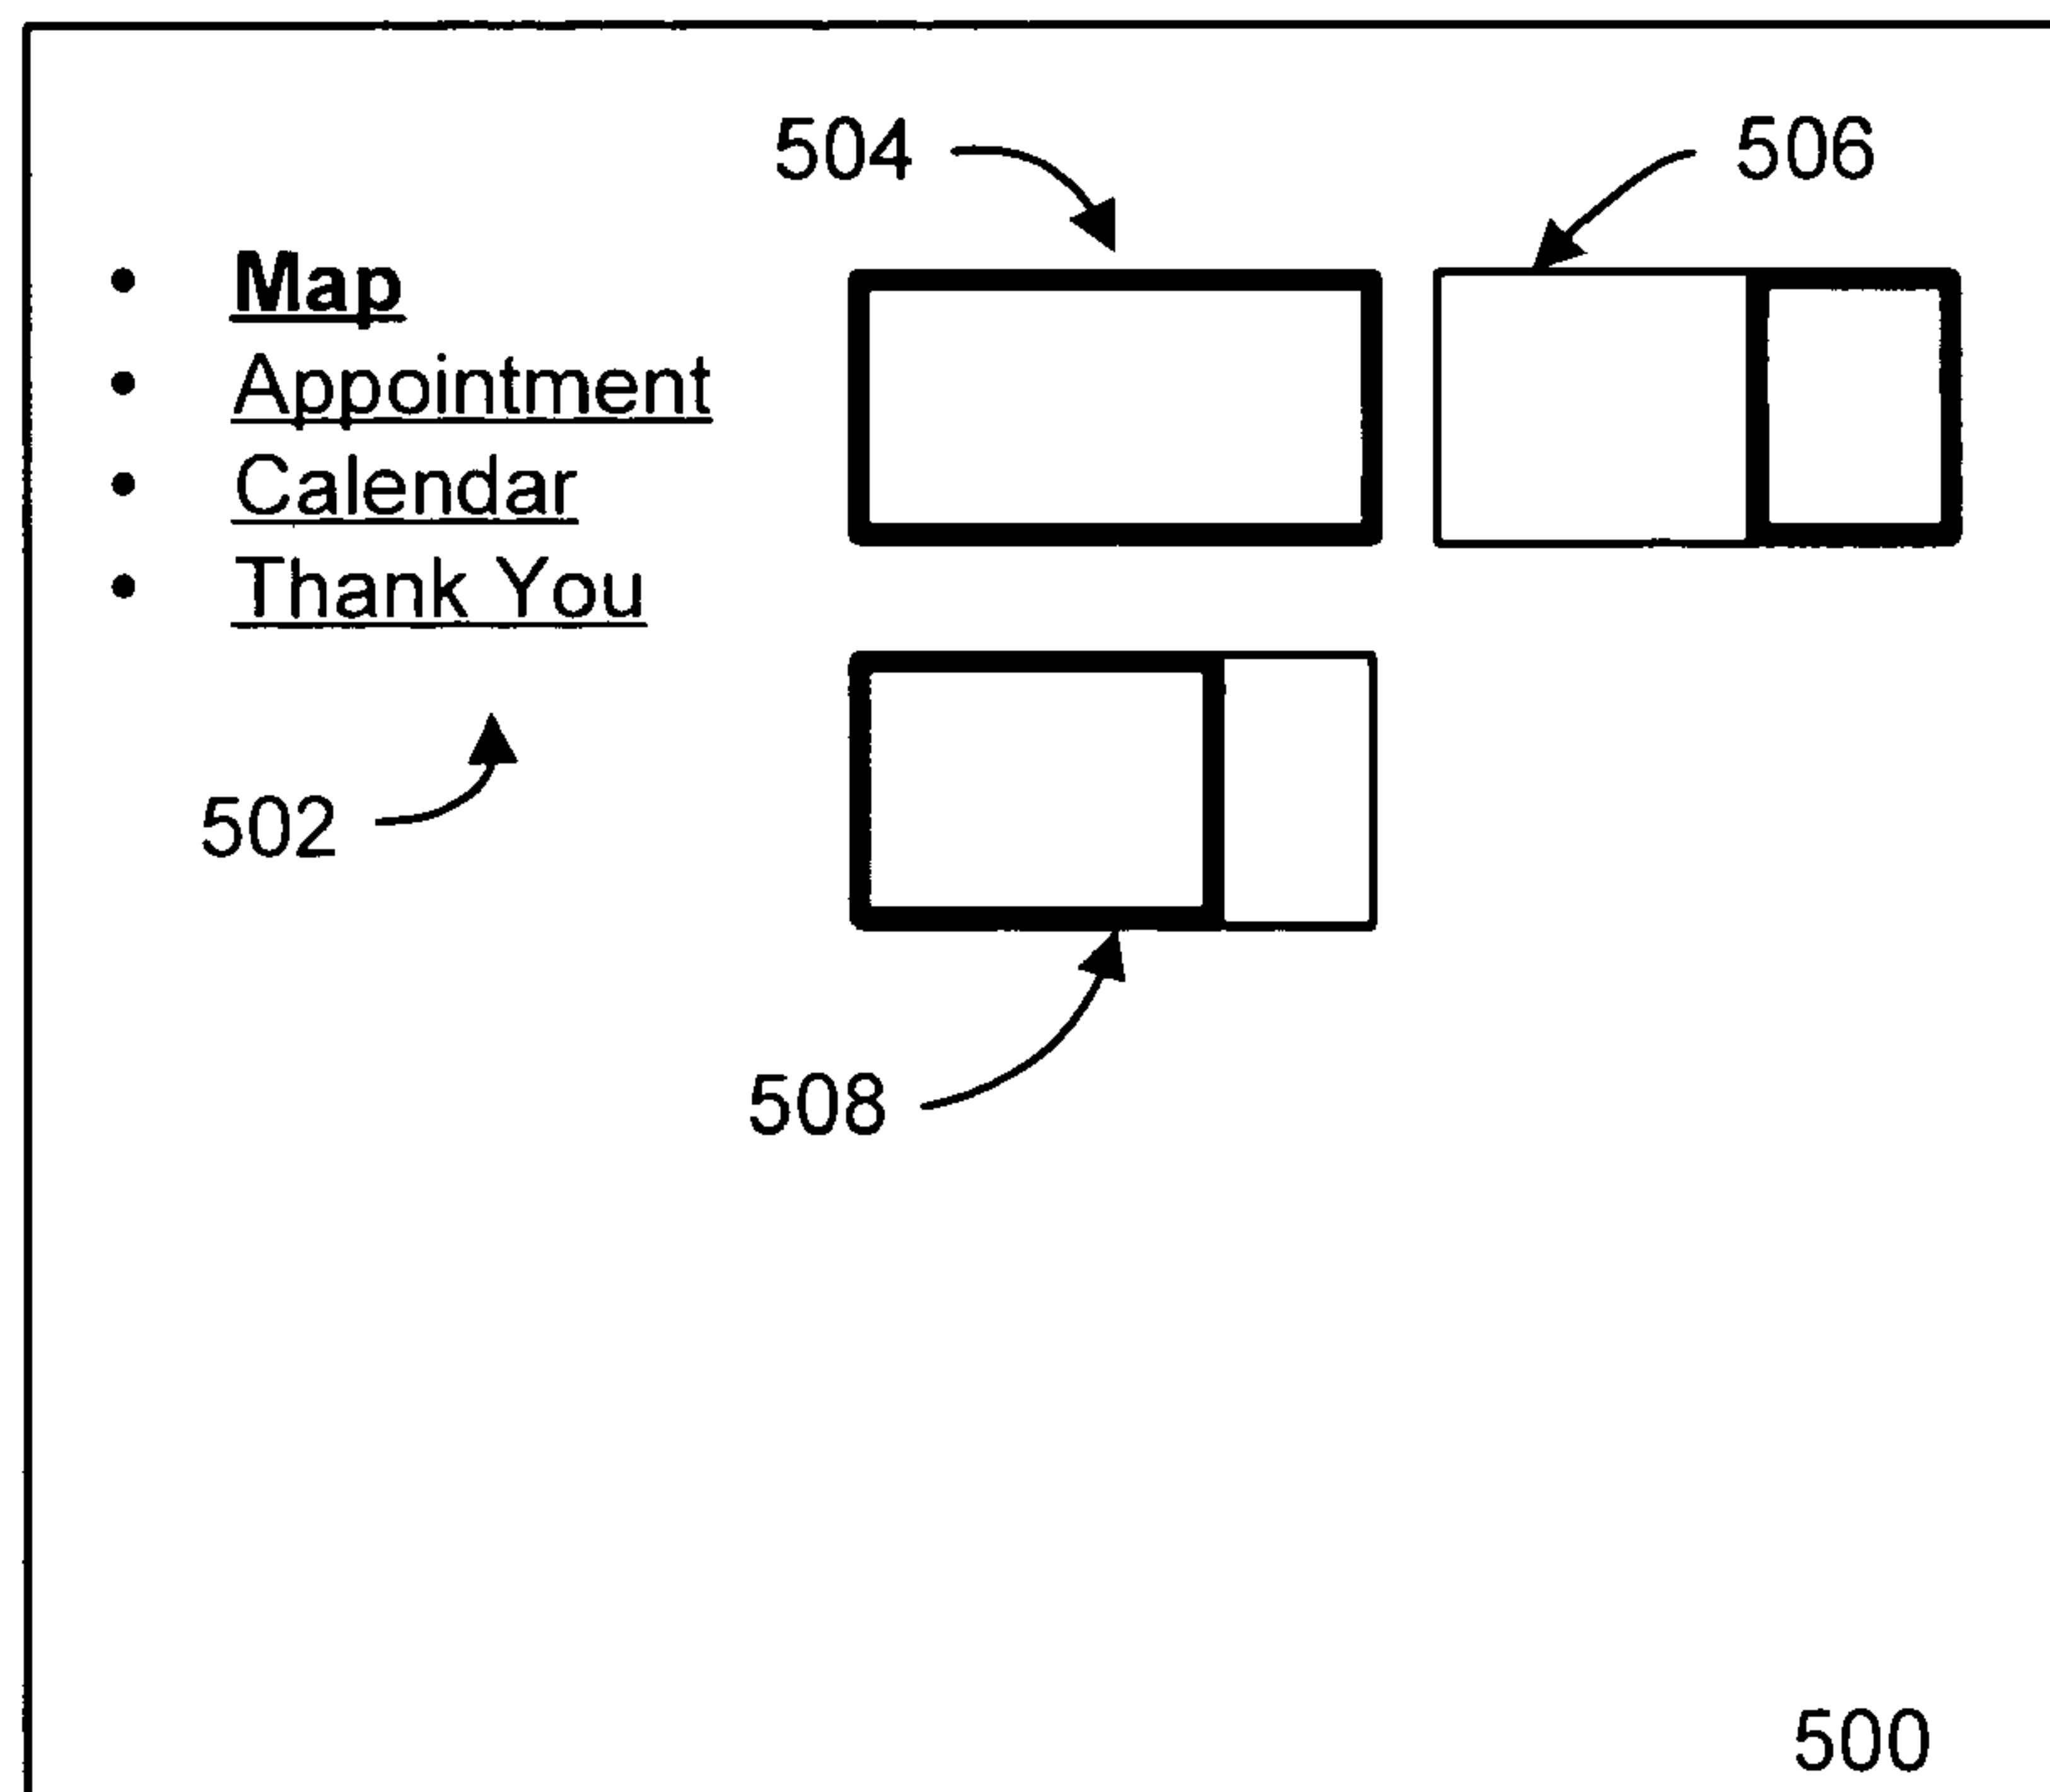 504
506
• Map
• Appointment
• Calendar
• Thank You
502
508
500